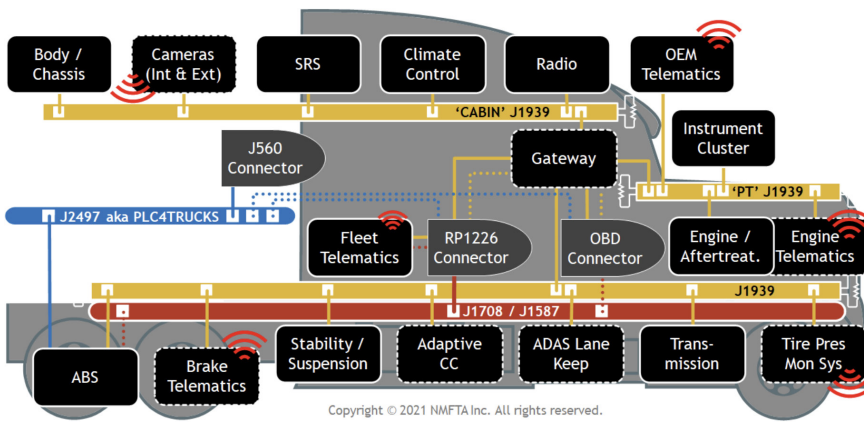 Body /
Chassis
Cameras
(Int & Ext)
SRS
Climate
Control
Radio
OEM
Telematics
'CABIN' J1939
Instrument
Cluster
J560
Connector
Gateway
'PT' J1939
J2497 aka PLC4TRUCKS
Fleet
Telematics
RP1226
Connector
OBD
Connector
Engine /
Aftertreat.
Engine
Telematics
J1939
J1708 / J1587
ABS
Brake
Telematics
Stability /
Suspension
Adaptive
CC
ADAS Lane
Keep
Trans-
mission
Tire Pres
Mon Sys
Copyright © 2021 NMFTA Inc. All rights reserved.